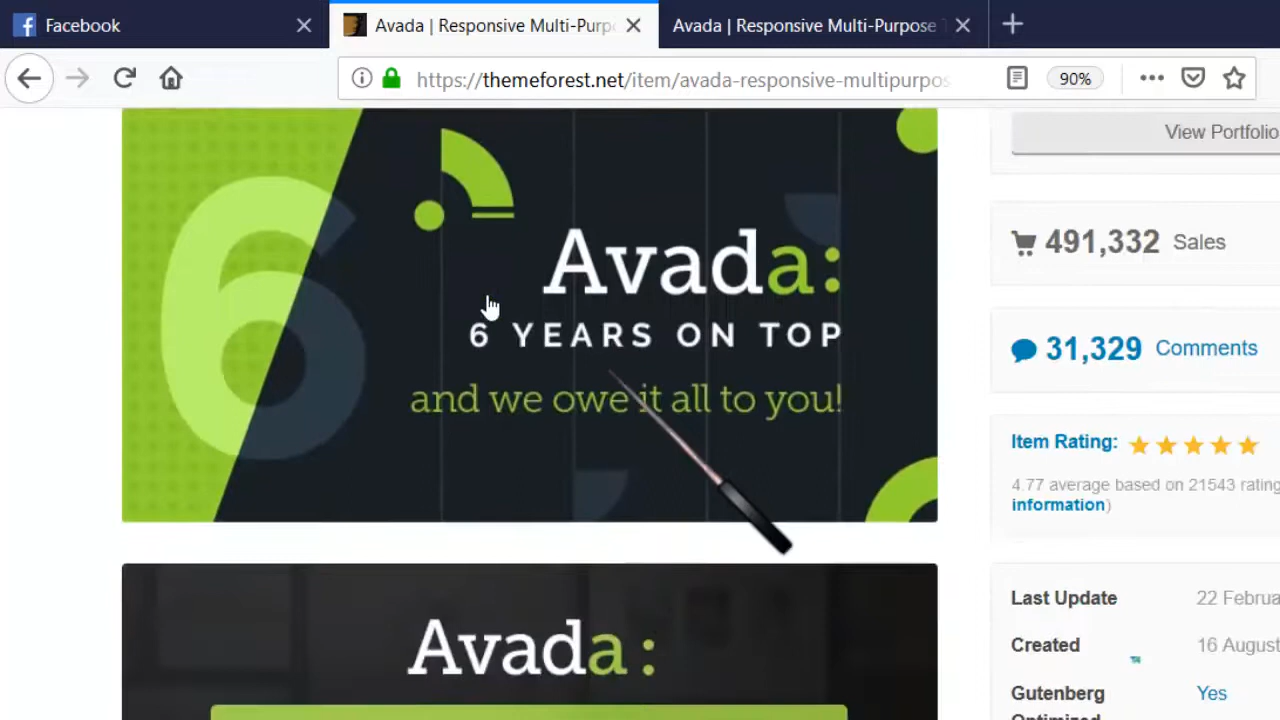 Facebook
Avada | Responsive Multi-Purp
Avada | Responsive Multi-Purpose
https://themeforest.net/item/avada-responsive-multipurpos
90%
View Portfolio
6
Avada:
6 YEARS ON TOP
and we owe it all to you!
491,332 Sales
31,329 Comments
Item Rating:
4.77 average based on 21543 rating
information)
Last Update 22 Februa
Created 16 August
Gutenberg Yes
Optimized
Avada: